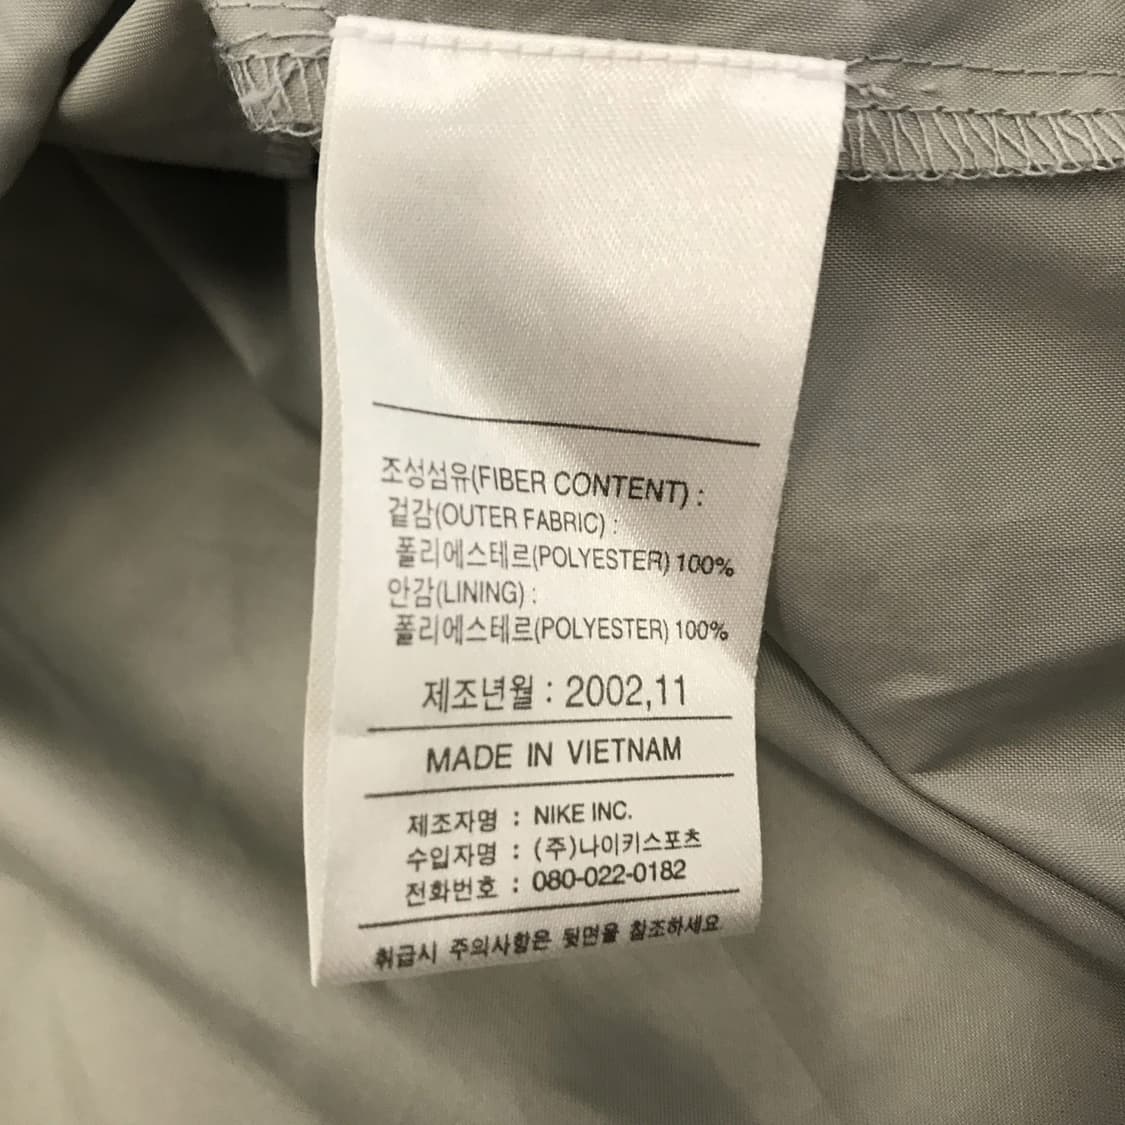 조성섬유(FIBER CONTENT) :
겉감(OUTER FABRIC) :
폴리에스테르(POLYESTER) 100%
안감(LINING) :
폴리에스테르(POLYESTER) 100%
제조년월 : 2002,11
MADE IN VIETNAM
제조자명 : NIKE INC.
수입자명 : (주)나이키스포츠
전화번호 : 080-022-0182
취급시 주의사항은 뒷면을 참조하세요